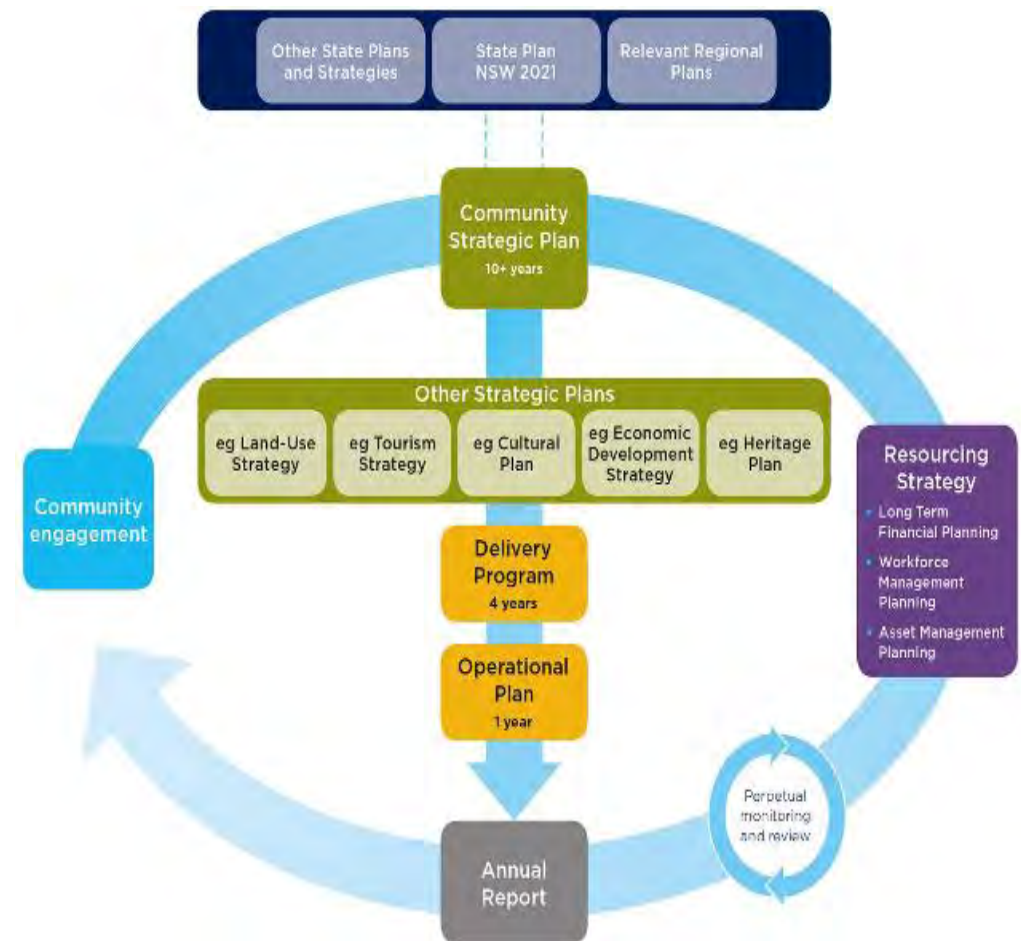 Other State Plans
and Strategies
State Plan
NSW 2021
Relevant Regional
Plans
Community
Strategic Plan
10+ years
Other Strategic Plans
eg Land-Use
Strategy
eg Tourism
Strategy
eg Cultural
Plan
eg Economic
Development
Strategy
eg Heritage
Plan
Community
engagement
Resourcing
Strategy
• Long Term
Financial Planning
• Workforce
Management
Planning
• Asset Management
Planning
Delivery
Program
4 years
Operational
Plan
1 year
Perpetual
monitoring
and review
Annual
Report